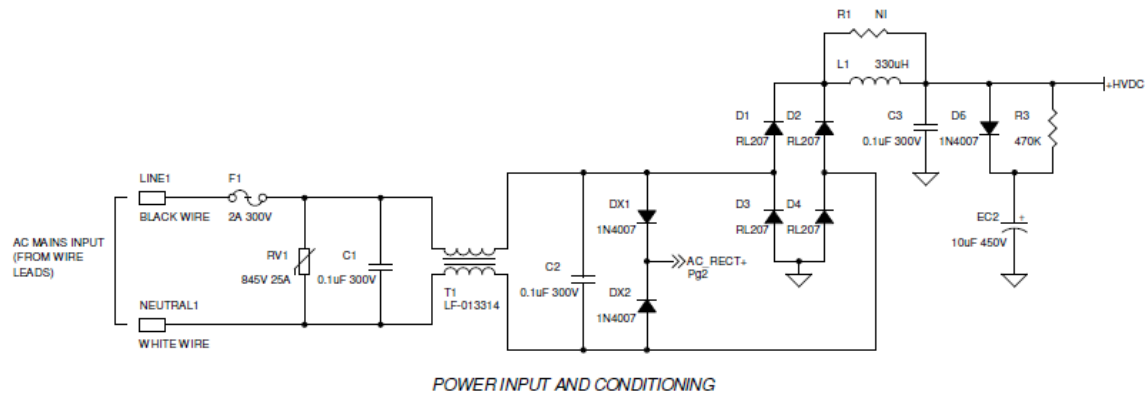 R1 NI
L1 330uH
+HVDC
D1 D2
RL207 RL207
C3
0.1uF 300V
D6
1N4007
R3
470K
LINE1
BLACK WIRE
F1
2A 300V
AC MAINS INPUT
(FROM WIRE
LEADS)
RV1
845V 25A
C1
0.1uF 300V
T1
LF-013314
NEUTRAL1
WHITE WIRE
C2
0.1uF 300V
DX1
1N4007
AC_RECT+
Pg2
DX2
1N4007
D3 D4
RL207 RL207
EC2 +
10uF 450V
POWER INPUT AND CONDITIONING